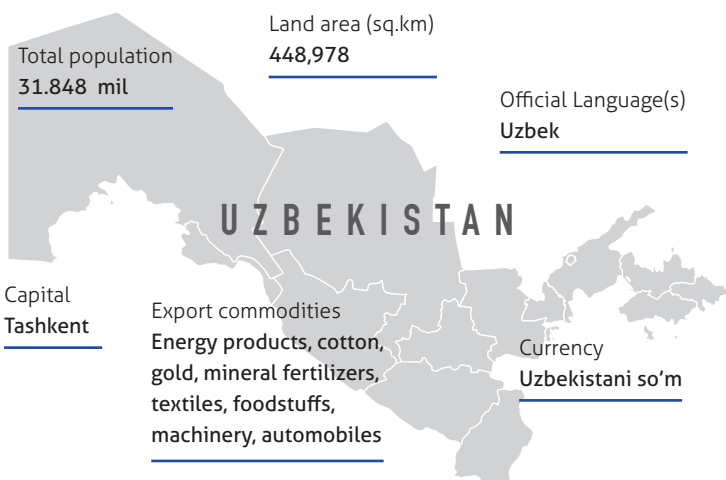 Land area (sq.km)
448,978
Total population
31.848 mil
Official Language(s)
Uzbek
UZBEKISTAN
Capital
Tashkent
Export commodities
Energy products, cotton,
gold, mineral fertilizers,
textiles, foodstuffs,
machinery, automobiles
Currency
Uzbekistani so’m